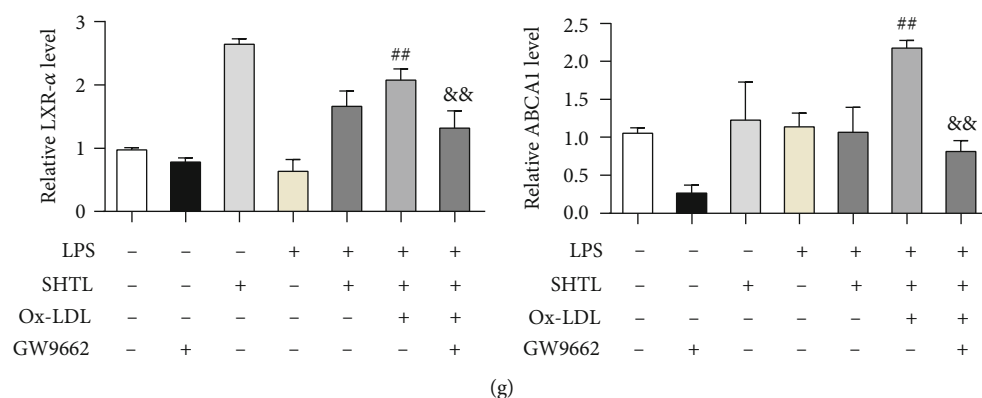 Relative LXR-α level
3
2
1
0
##
&&
LPS – – – + + + +
SHTL – – + – + + +
Ox-LDL – – – – – + +
GW9662 – + – – – – +
Relative ABCA1 level
2.5
2.0
1.5
1.0
0.5
0.0
##
&&
LPS – – – + + + +
SHTL – – + – + + +
Ox-LDL – – – – – + +
GW9662 – + – – – – +
(g)